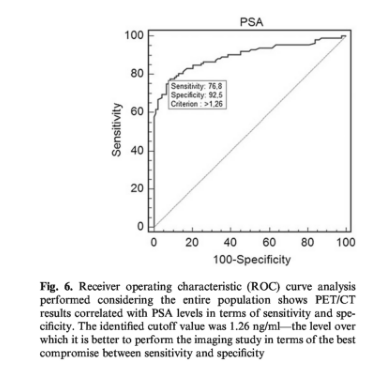 PSA
100
80
60
40
20
0
Sensitivity
Sensitivity: 76,8
Specificity: 92,5
Criterion : >1,26
0 20 40 60 80 100
100-Specificity
Fig. 6. Receiver operating characteristic (ROC) curve analysis
performed considering the entire population shows PET/CT
results correlated with PSA levels in terms of sensitivity and spe-
cificity. The identified cutoff value was 1.26 ng/ml—the level over
which it is better to perform the imaging study in terms of the best
compromise between sensitivity and specificity